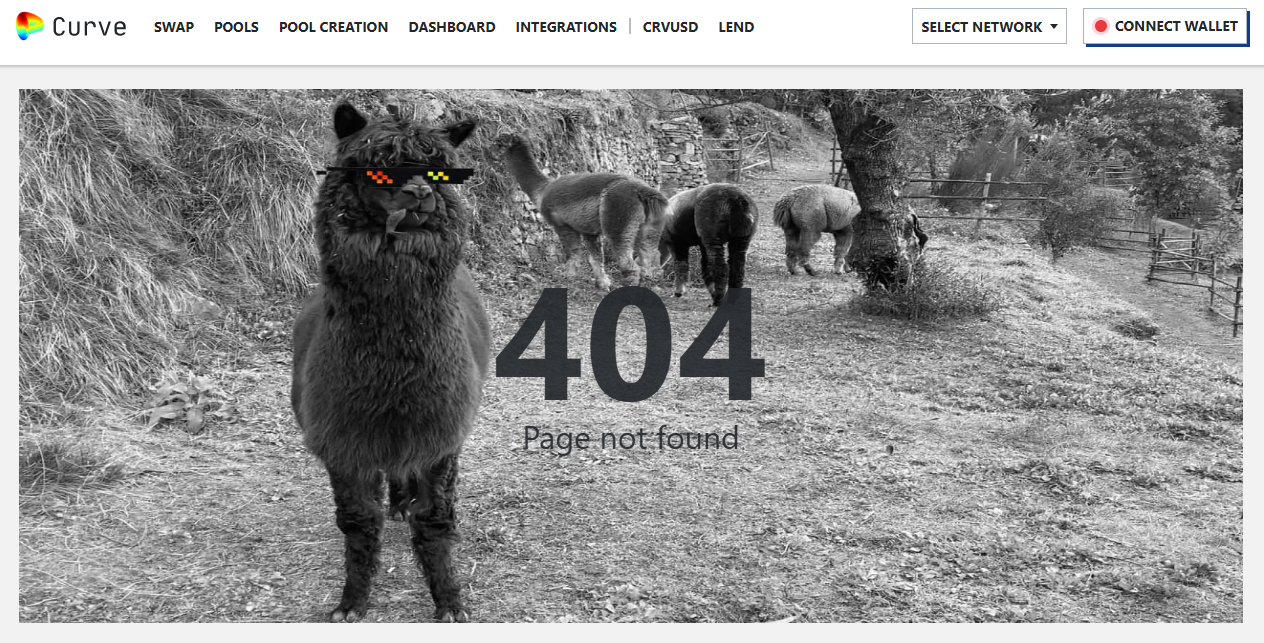 Curve SWAP POOLS POOL CREATION DASHBOARD INTEGRATIONS CRVUSD LEND SELECT NETWORK CONNECT WALLET
404
Page not found